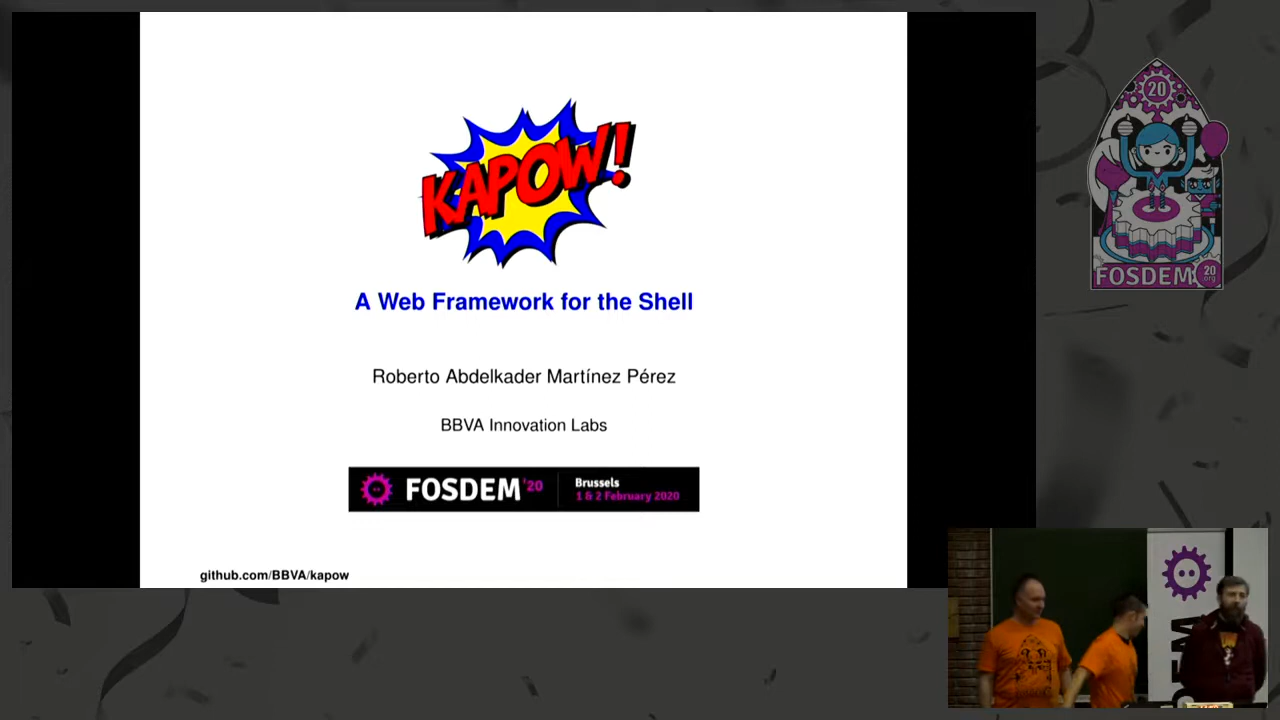 KAPOW!
A Web Framework for the Shell
Roberto Abdelkader Martínez Pérez
BBVA Innovation Labs
FOSDEM'20
Brussels
1 & 2 February 2020
github.com/BBVA/kapow
20
FOSDEM
20
.org